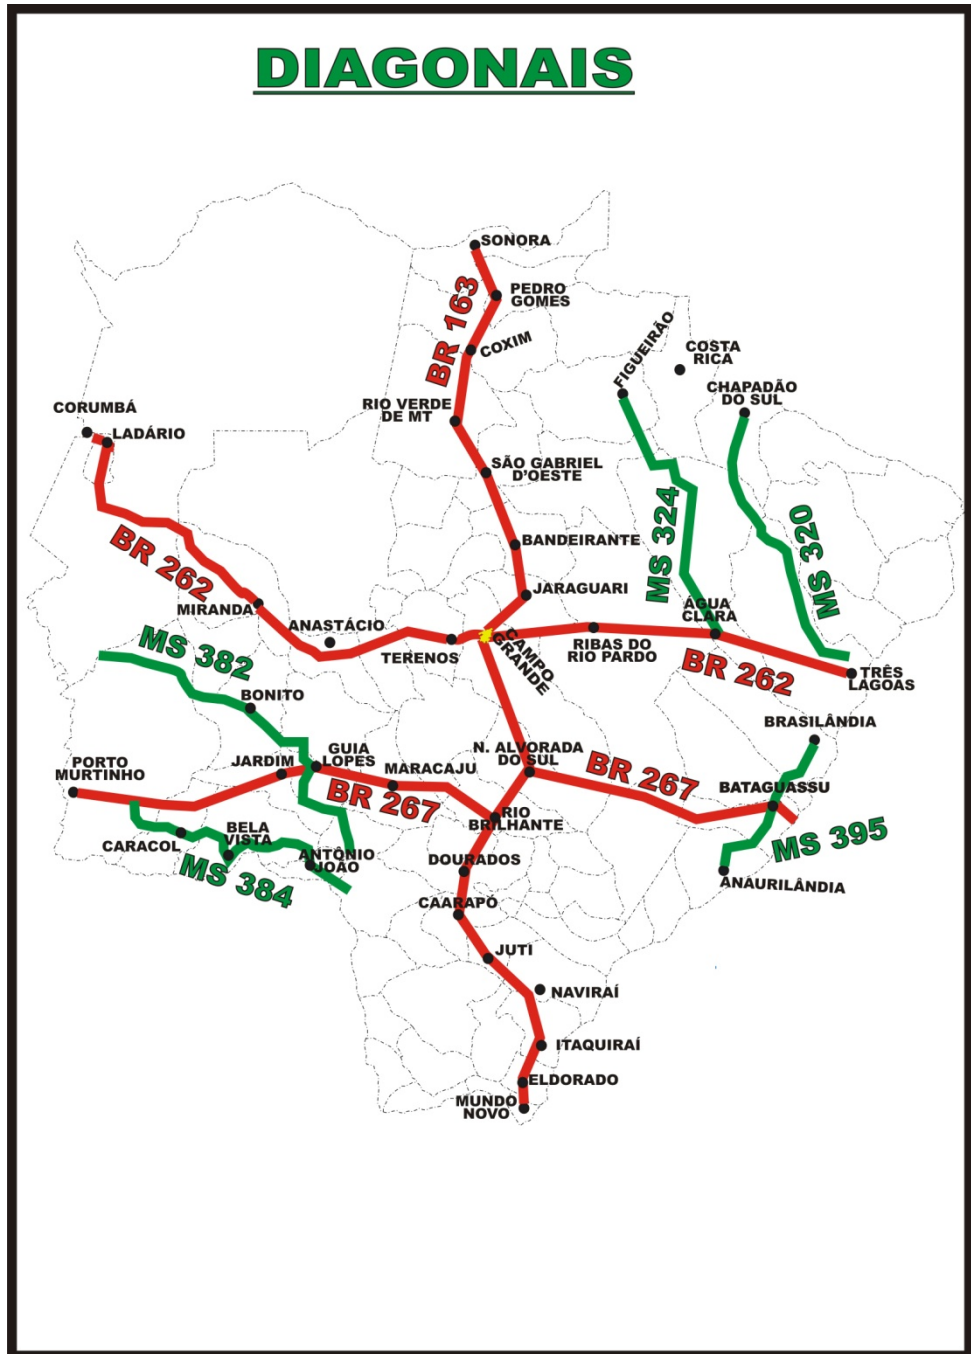 DIAGONAIS
SONORA
PEDRO
GOMES
BR 163
COXIM
FIGUEIRÃO
COSTA
RICA
CHAPADÃO
DO SUL
RIO VERDE
DE MT
CORUMBÁ
LADÁRIO
SÃO GABRIEL
D'OESTE
MS 324
MS 320
BR 262
BANDEIRANTE
JARAGUARI
MIRANDA
ANASTÁCIO
TERENOS
CAMPO
GRANDE
RIBAS DO
RIO PARDO
ÁGUA
CLARA
BR 262
TRÊS
LAGOAS
MS 382
BONITO
BRASILÂNDIA
PORTO
MURTINHO
JARDIM
GUIA
LOPES
MARACAJU
N. ALVORADA
DO SUL
BR 267
BATAGUASSU
BR 267
RIO
BRILHANTE
MS 395
CARACOL
BELA
VISTA
ANTÔNIO
JOÃO
MS 384
DOURADOS
ANAURILÂNDIA
CAARAPÓ
JUTI
NAVIRAÍ
ITAQUIRAÍ
ELDORADO
MUNDO
NOVO